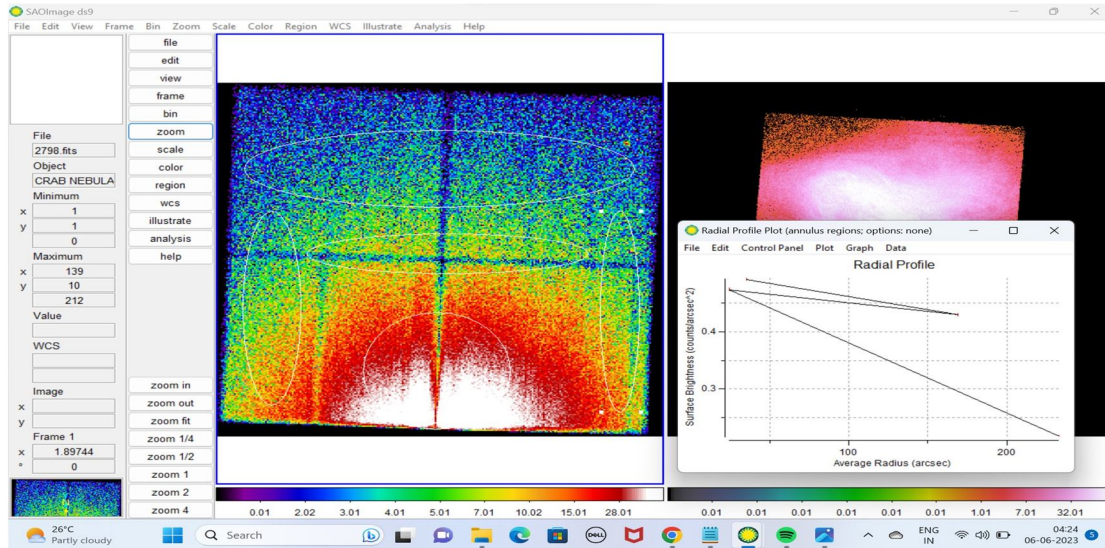 SAOImage ds9
File Edit View Frame Bin Zoom Scale Color Region WCS Illustrate Analysis Help
file
edit
view
frame
bin
zoom
scale
color
region
wcs
illustrate
analysis
help
File
2798.fits
Object
CRAB NEBULA
Minimum
x 1
y 1
0
Maximum
x 139
y 10
212
Value
WCS
Image
x
y
Frame 1
x 1.89744
° 0
zoom in
zoom out
zoom fit
zoom 1/4
zoom 1/2
zoom 1
zoom 2
zoom 4
Radial Profile Plot (annulus regions; options: none)
File Edit Control Panel Plot Graph Data
Radial Profile
Surface Brightness (counts/arcsec^2)
0.4
0.3
100 200
Average Radius (arcsec)
0.01 2.02 3.01 4.01 5.01 7.01 10.02 15.01 28.01
0.01 0.01 0.01 0.01 0.01 0.01 1.01 7.01 32.01
26°C
Partly cloudy
Search
DELL
ENG
IN
04:24
06-06-2023
5